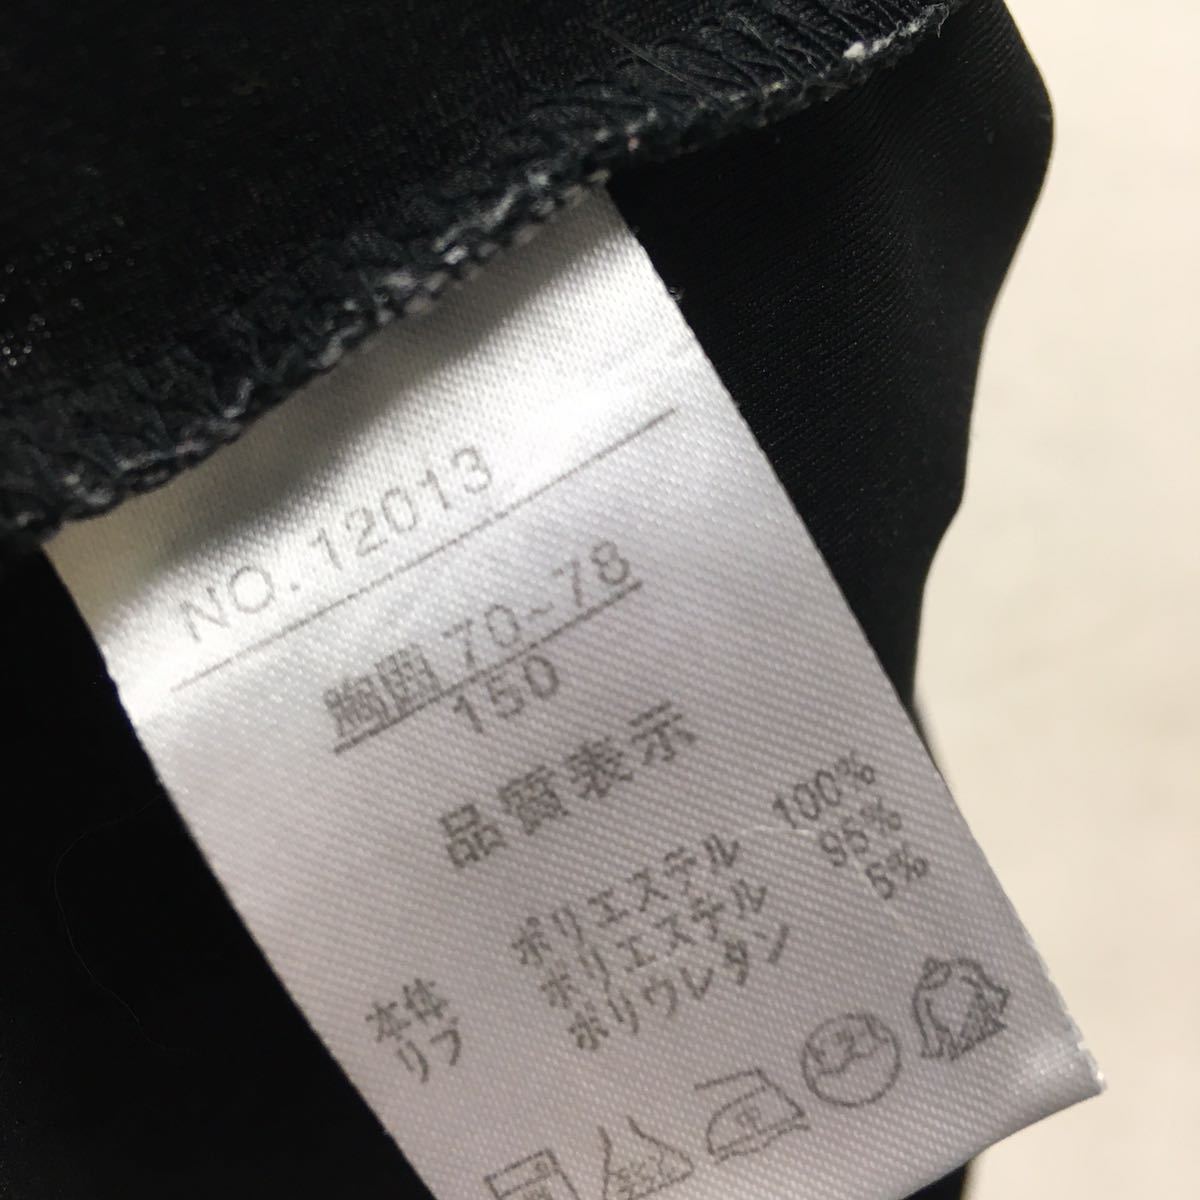 NO. 12013
胸囲 70~78
150
品質表示
本体 ポリエステル 100%
リブ ポリエステル 95%
ポリウレタン 5%
中